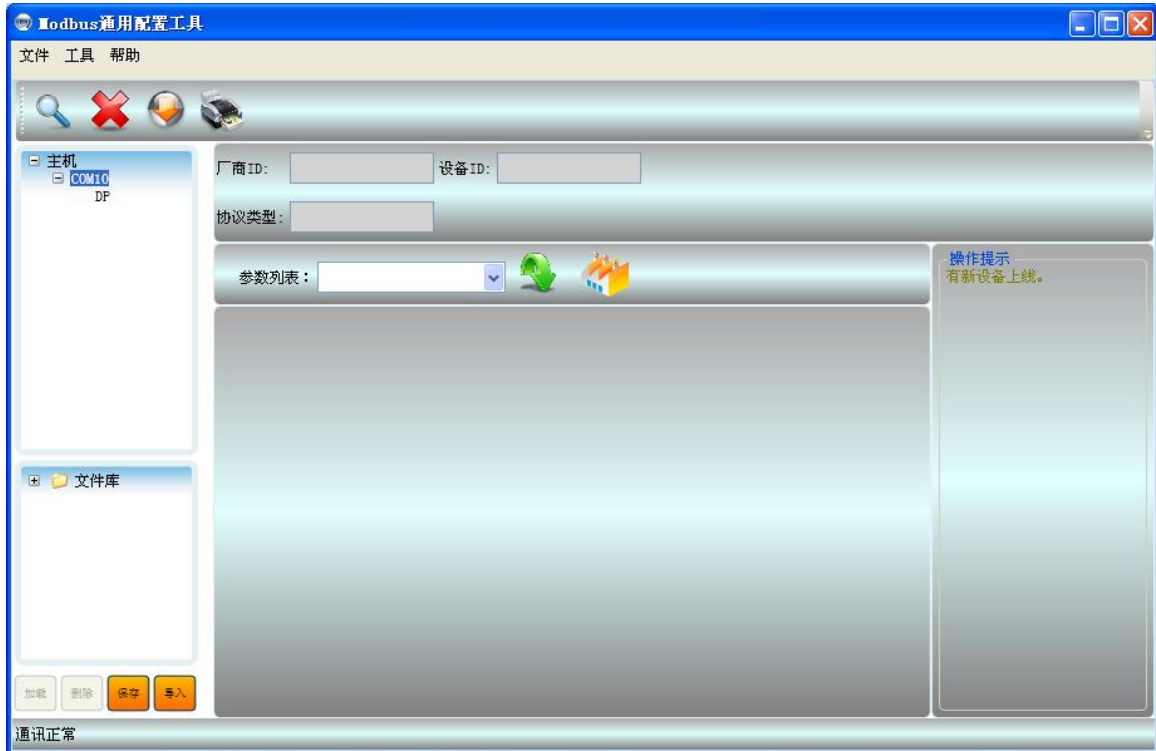 Modbus通用配置工具
文件 工具 帮助
主机
COM10
DP
厂商ID:
设备ID:
协议类型:
参数列表：
操作提示
有新设备上线。
文件库
加载 删除 保存 导入
通讯正常